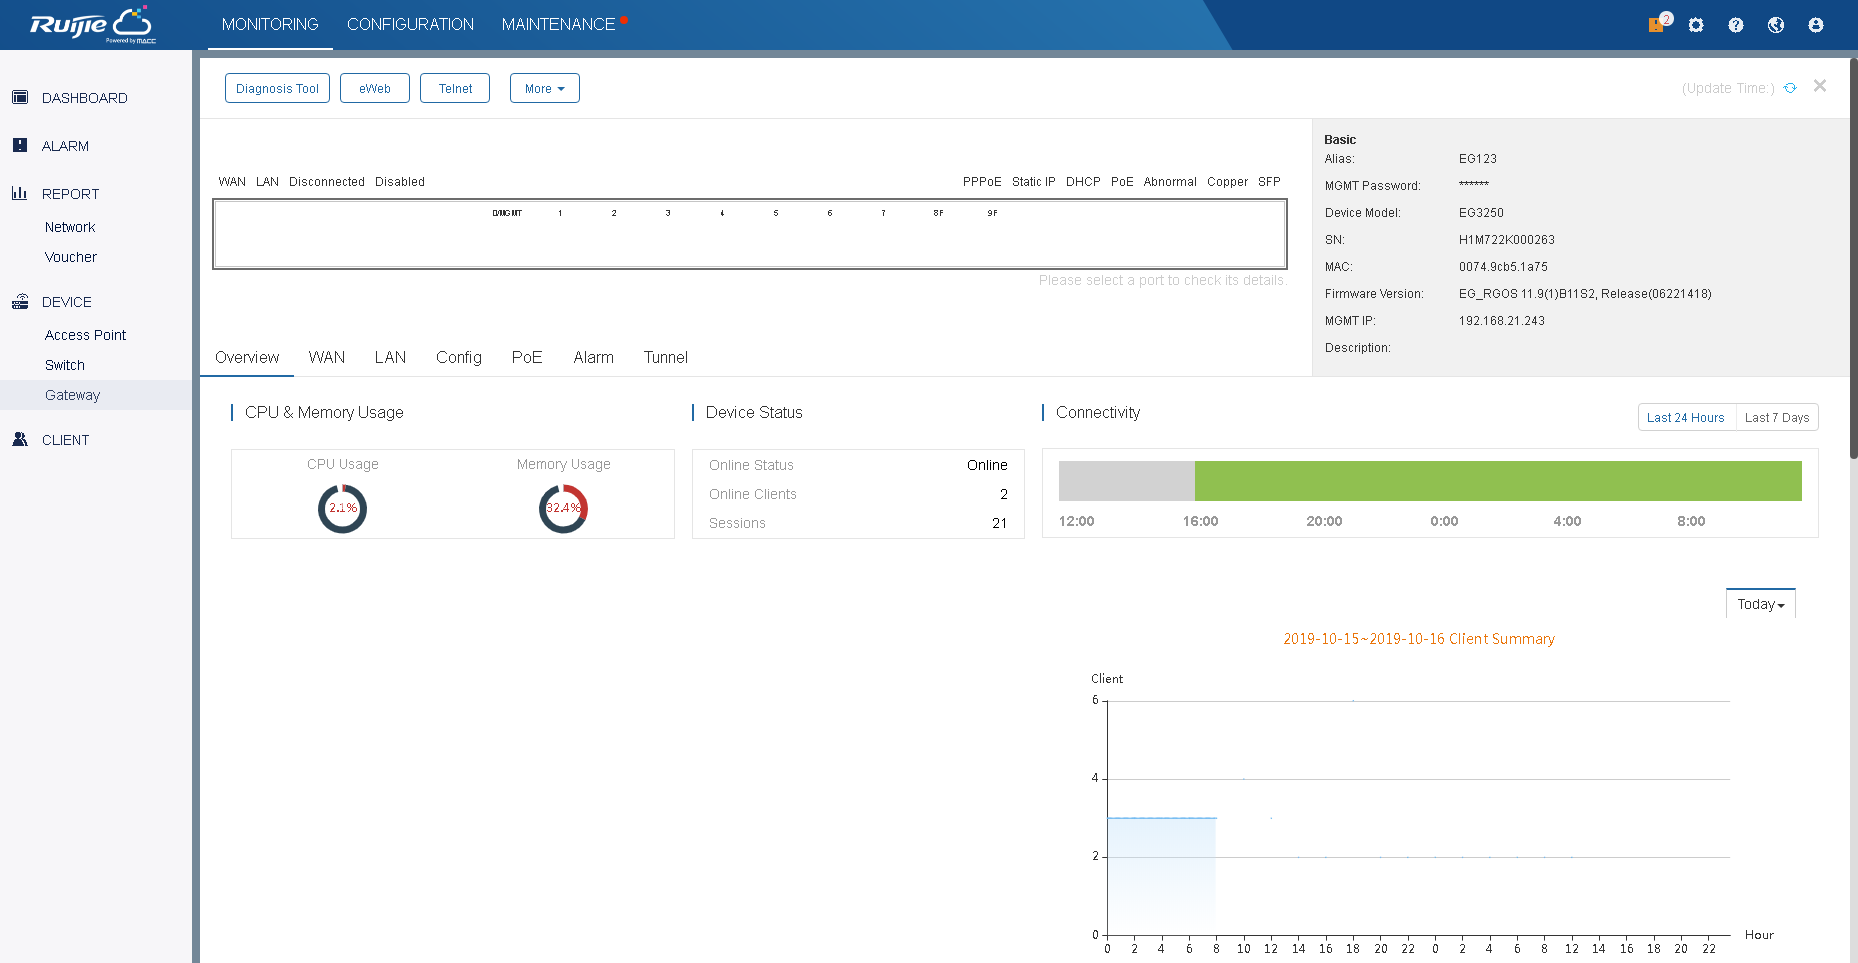 Ruijie
Powered by MACC
MONITORING CONFIGURATION MAINTENANCE
2
DASHBOARD
ALARM
REPORT
Network
Voucher
DEVICE
Access Point
Switch
Gateway
CLIENT
Diagnosis Tool eWeb Telnet More
(Update Time:)
WAN LAN Disconnected Disabled
PPPoE Static IP DHCP PoE Abnormal Copper SFP
0/MGMT 1 2 3 4 5 6 7 8F 9F
Please select a port to check its details.
Basic
Alias: EG123
MGMT Password: ******
Device Model: EG3250
SN: H1M722K000263
MAC: 0074.9cb5.1a75
Firmware Version: EG_RGOS 11.9(1)B11S2, Release(06221418)
MGMT IP: 192.168.21.243
Description:
Overview WAN LAN Config PoE Alarm Tunnel
CPU & Memory Usage
CPU Usage Memory Usage
2.1% 32.4%
Device Status
Online Status Online
Online Clients 2
Sessions 21
Connectivity
Last 24 Hours Last 7 Days
12:00 16:00 20:00 0:00 4:00 8:00
Today
2019-10-15~2019-10-16 Client Summary
Client
6
4
2
0
0 2 4 6 8 10 12 14 16 18 20 22 0 2 4 6 8 12 14 16 18 20 22
Hour